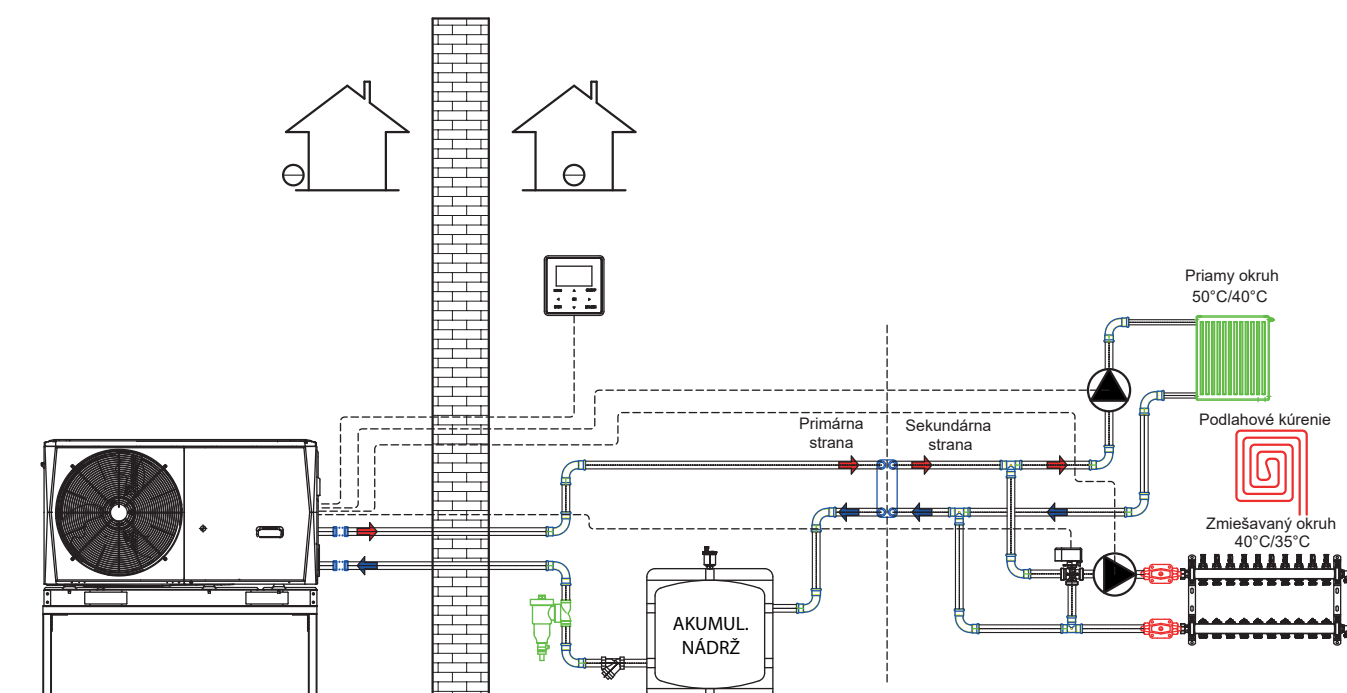 Priamy okruh
50°C/40°C
Podlahové kúrenie
Primárna
strana
Sekundárna
strana
Zmiešavaný okruh
40°C/35°C
AKUMUL.
NÁDRŽ